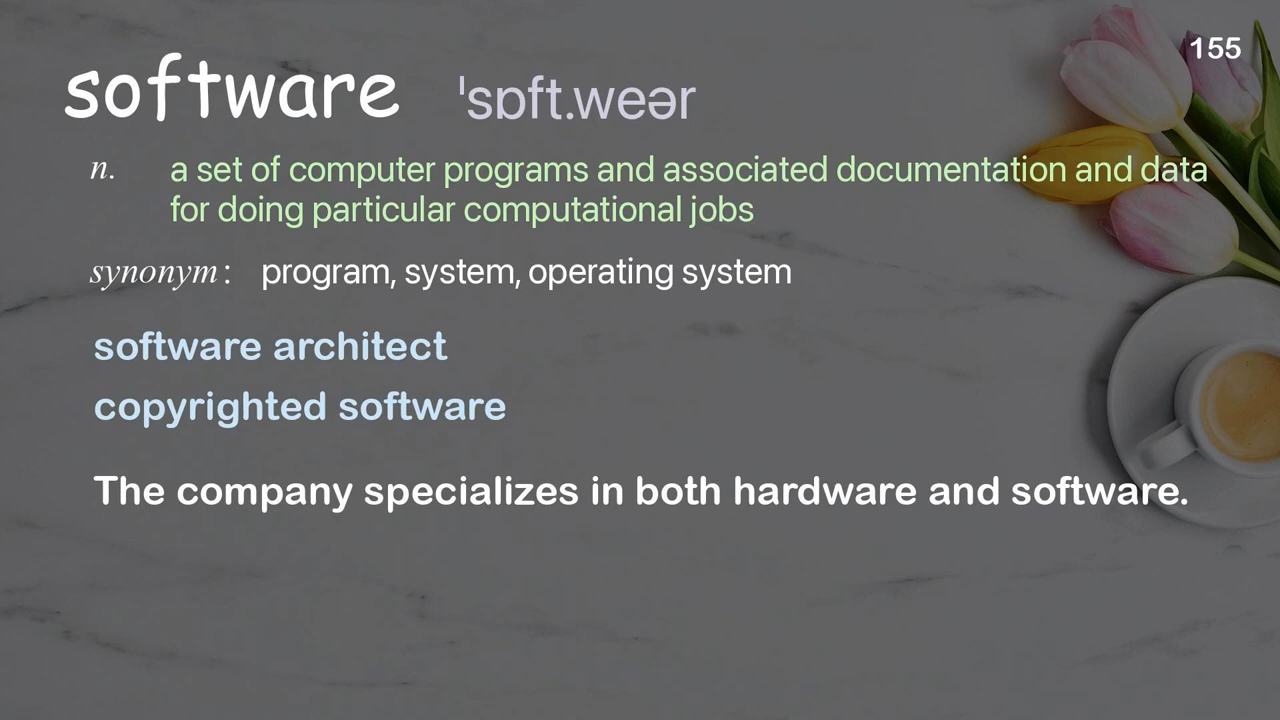 155
software ˈsɒft.weər
n. a set of computer programs and associated documentation and data
for doing particular computational jobs
synonym: program, system, operating system
software architect
copyrighted software
The company specializes in both hardware and software.